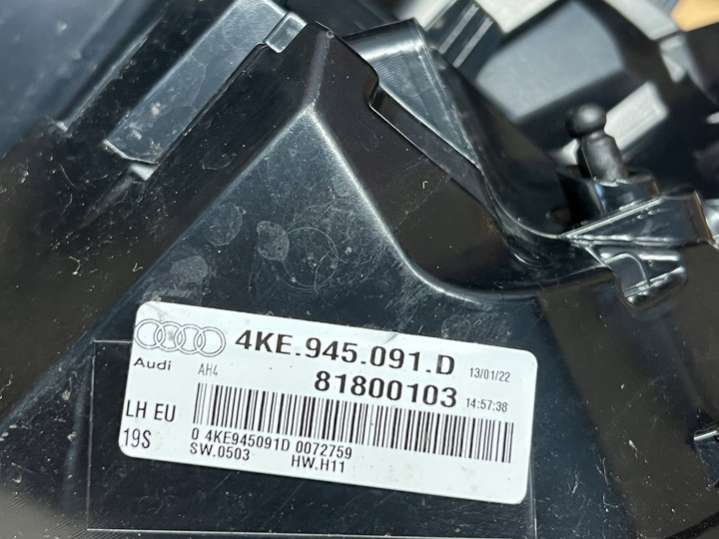 4KE.945.091.D 13/01/22
Audi AH4 81800103 14:57:38
LH EU
0 4KE945091D 0072759
19S SW.0503 HW.H11